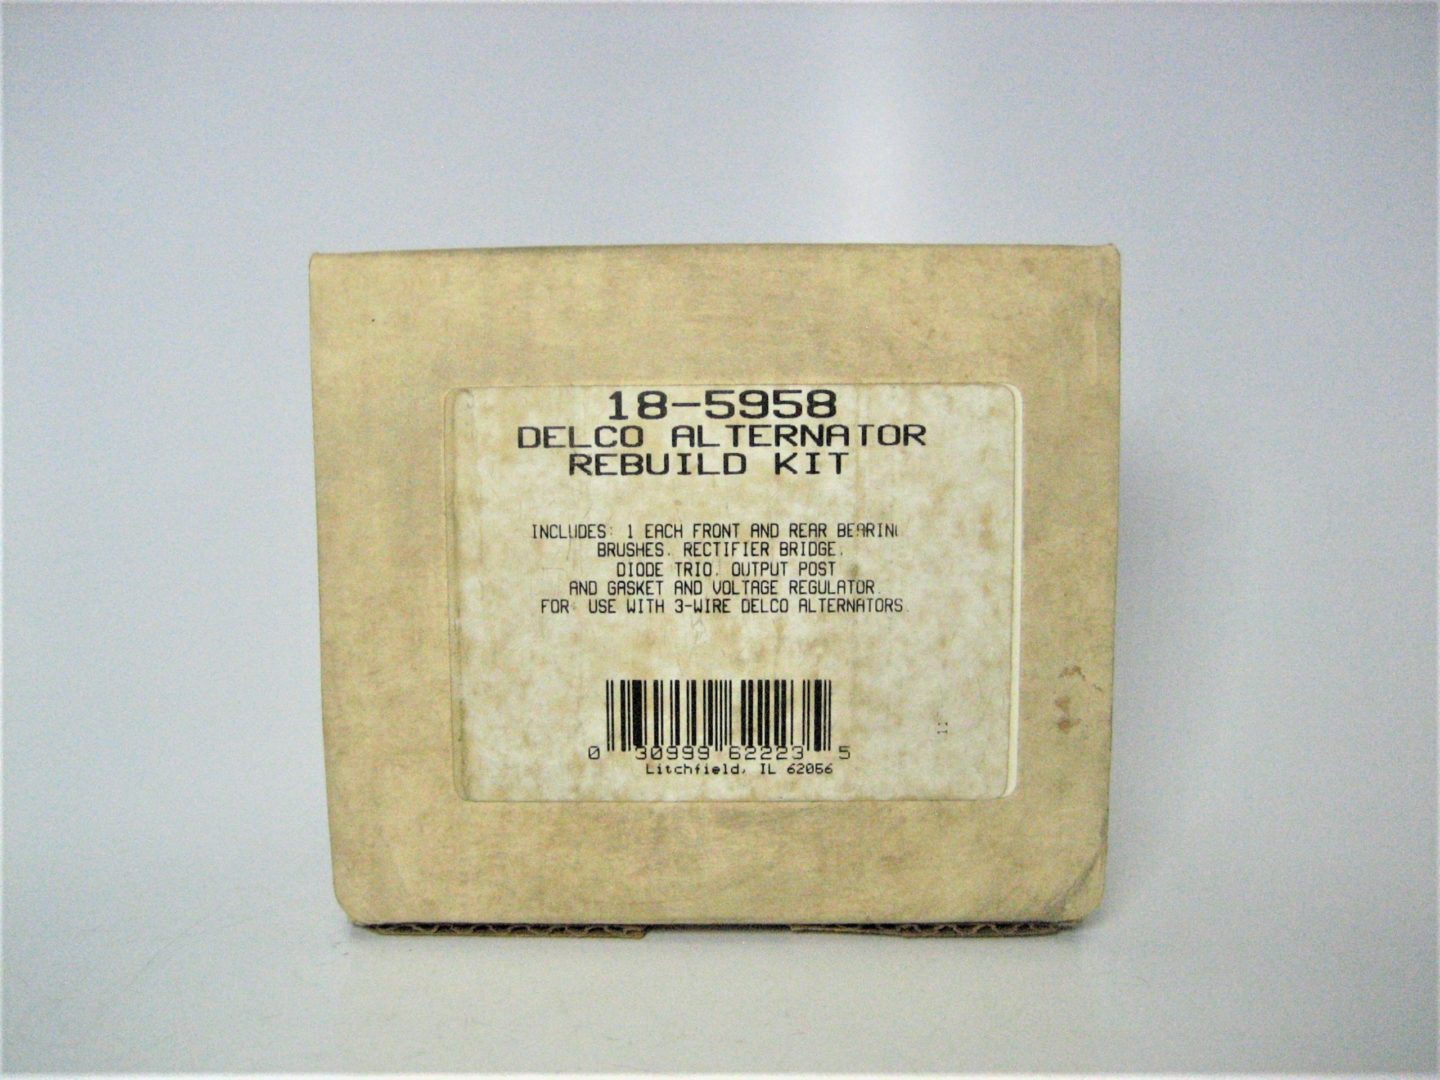 18-5958
DELCO ALTERNATOR
REBUILD KIT
INCLUDES: 1 EACH FRONT AND REAR BEARIN
BRUSHES, RECTIFIER BRIDGE,
DIODE TRIO, OUTPUT POST
AND GASKET AND VOLTAGE REGULATOR.
FOR USE WITH 3-WIRE DELCO ALTERNATORS.
0 30999 62223 5
Litchfield, IL 62056